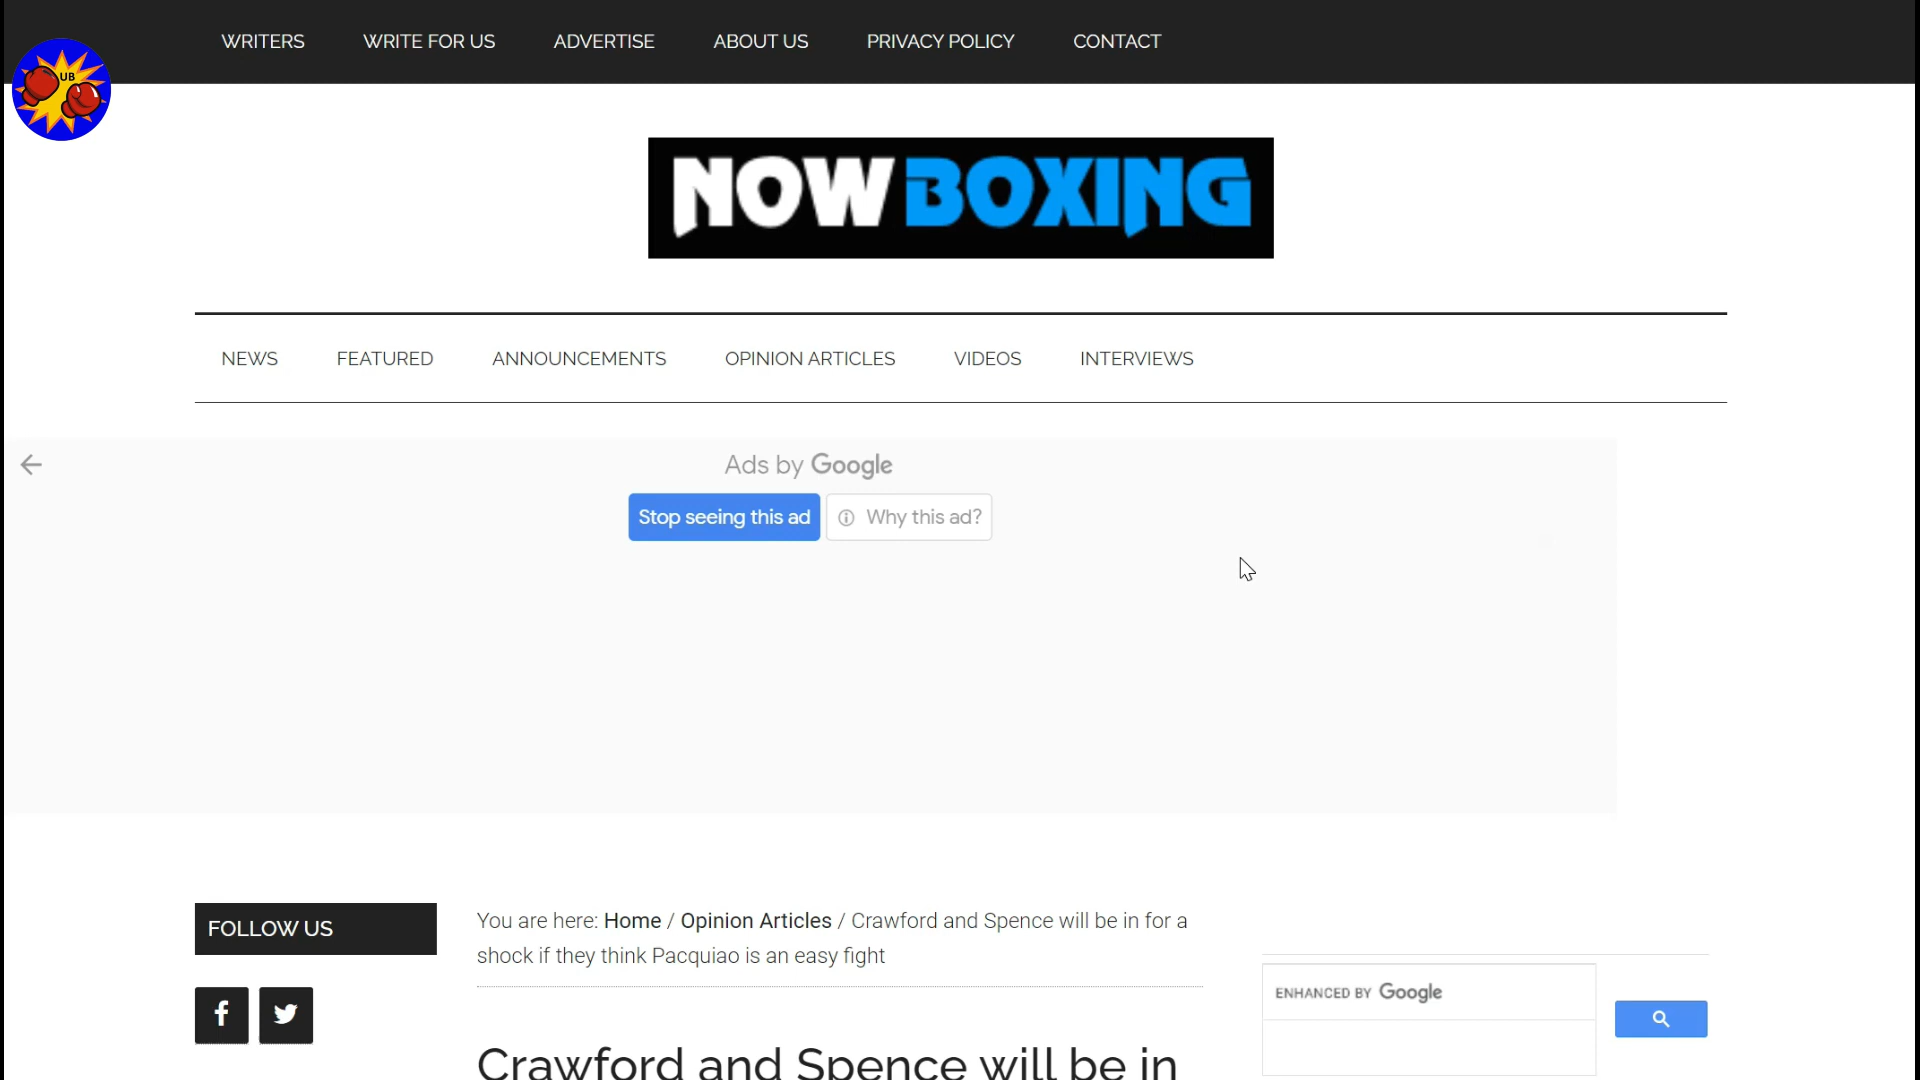 WRITERS WRITE FOR US ADVERTISE ABOUT US PRIVACY POLICY CONTACT
UB
NOW BOXING
NEWS FEATURED ANNOUNCEMENTS OPINION ARTICLES VIDEOS INTERVIEWS
Ads by Google
Stop seeing this ad Why this ad?
FOLLOW US
You are here: Home / Opinion Articles / Crawford and Spence will be in for a
shock if they think Pacquiao is an easy fight
ENHANCED BY Google
Crawford and Spence will be in